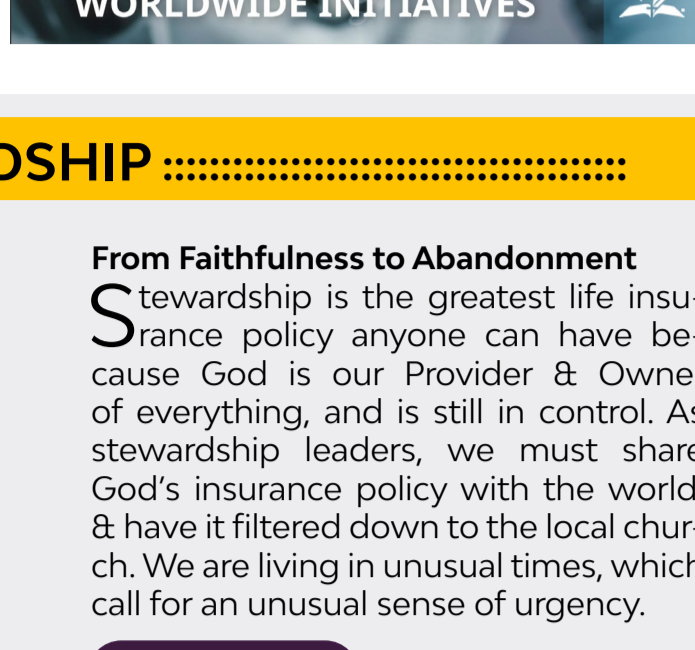 WORLDWIDE INITIATIVES
DSHIP ::::::::::::::::::::::::::::::::::::::::
From Faithfulness to Abandonment
Stewardship is the greatest life insu-
rance policy anyone can have be-
cause God is our Provider & Owne
of everything, and is still in control. As
stewardship leaders, we must share
God's insurance policy with the world
& have it filtered down to the local chur-
ch. We are living in unusual times, which
call for an unusual sense of urgency.